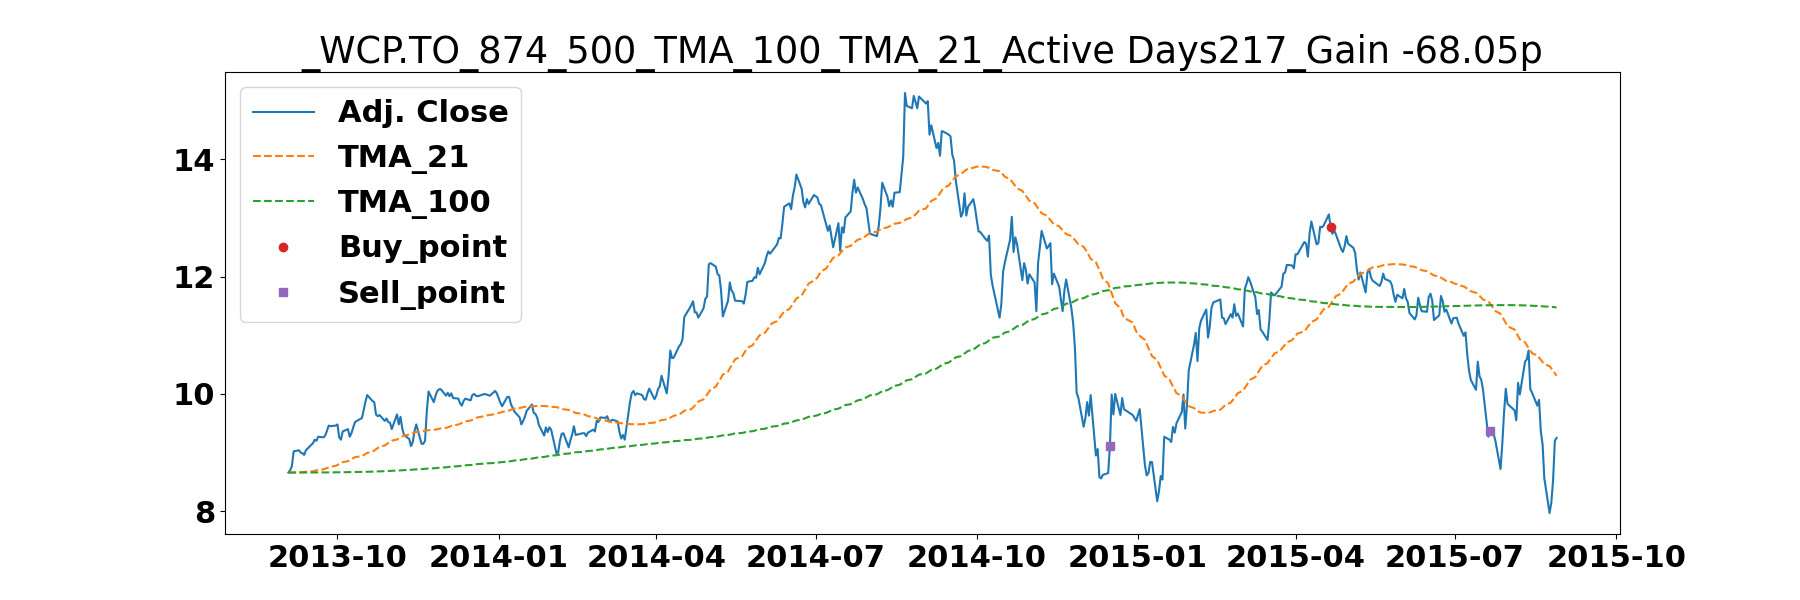 _WCP.TO_874_500_TMA_100_TMA_21_Active Days217_Gain -68.05p
Adj. Close
TMA_21
TMA_100
Buy_point
Sell_point
14
12
10
8
2013-10 2014-01 2014-04 2014-07 2014-10 2015-01 2015-04 2015-07 2015-10